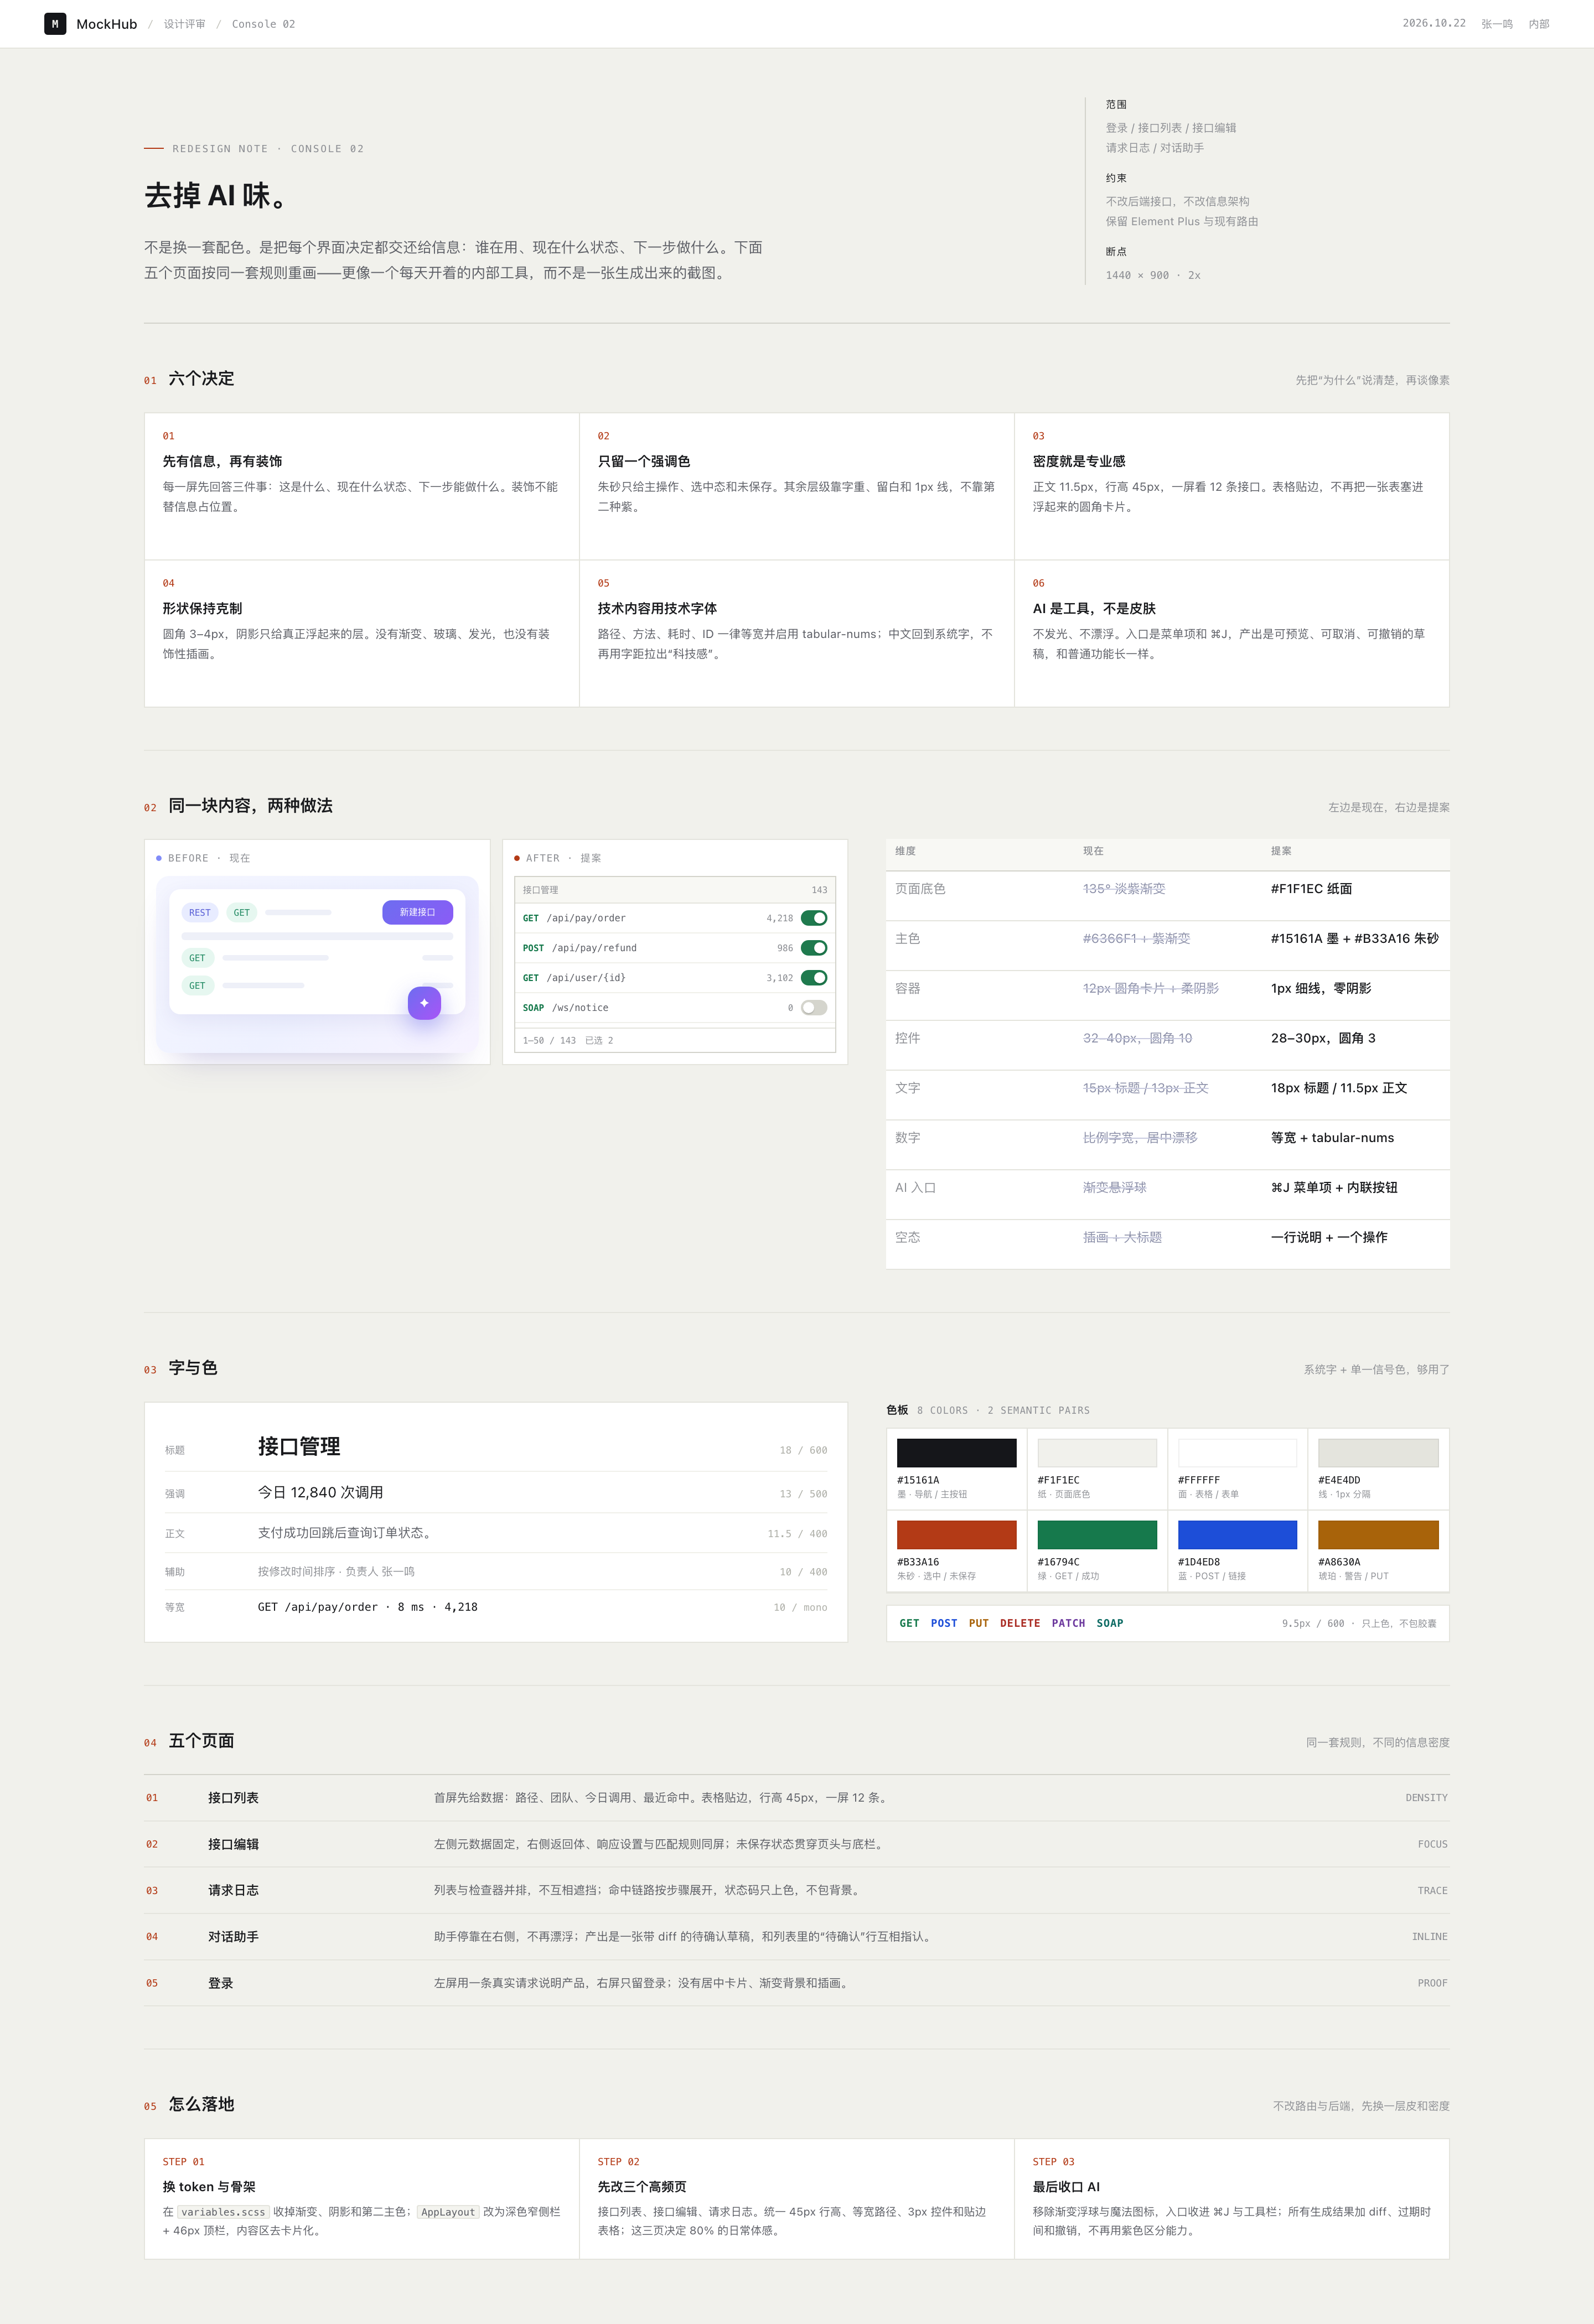 M MockHub / 设计评审 / Console 02
2026.10.22 张一鸣 内部
REDESIGN NOTE · CONSOLE 02
去掉 AI 味。
不是换一套配色。是把每个界面决定都交还给信息：谁在用、现在什么状态、下一步做什么。下面
五个页面按同一套规则重画——更像一个每天开着的内部工具，而不是一张生成出来的截图。
范围
登录 / 接口列表 / 接口编辑
请求日志 / 对话助手
约束
不改后端接口，不改信息架构
保留 Element Plus 与现有路由
断点
1440 × 900 · 2x
01 六个决定
先把“为什么”说清楚，再谈像素
01
先有信息，再有装饰
每一屏先回答三件事：这是什么、现在什么状态、下一步能做什么。装饰不能
替信息占位置。
02
只留一个强调色
朱砂只给主操作、选中态和未保存。其余层级靠字重、留白和 1px 线，不靠第
二种紫。
03
密度就是专业感
正文 11.5px，行高 45px，一屏看 12 条接口。表格贴边，不再把一张表塞进
浮起来的圆角卡片。
04
形状保持克制
圆角 3–4px，阴影只给真正浮起来的层。没有渐变、玻璃、发光，也没有装
饰性插画。
05
技术内容用技术字体
路径、方法、耗时、ID 一律等宽并启用 tabular-nums；中文回到系统字，不
再用字距拉出“科技感”。
06
AI 是工具，不是皮肤
不发光、不漂浮。入口是菜单项和 ⌘J，产出是可预览、可取消、可撤销的草
稿，和普通功能长一样。
02 同一块内容，两种做法
左边是现在，右边是提案
BEFORE · 现在
REST GET 新建接口
GET
GET
AFTER · 提案
接口管理 143
GET /api/pay/order 4,218
POST /api/pay/refund 986
GET /api/user/{id} 3,102
SOAP /ws/notice 0
1–50 / 143 已选 2
维度 现在 提案
页面底色 135° 淡紫渐变 #F1F1EC 纸面
主色 #6366F1 + 紫渐变 #15161A 墨 + #B33A16 朱砂
容器 12px 圆角卡片 + 柔阴影 1px 细线，零阴影
控件 32–40px，圆角 10 28–30px，圆角 3
文字 15px 标题 / 13px 正文 18px 标题 / 11.5px 正文
数字 比例字宽，居中漂移 等宽 + tabular-nums
AI 入口 渐变悬浮球 ⌘J 菜单项 + 内联按钮
空态 插画 + 大标题 一行说明 + 一个操作
03 字与色
系统字 + 单一信号色，够用了
标题 接口管理 18 / 600
强调 今日 12,840 次调用 13 / 500
正文 支付成功回跳后查询订单状态。 11.5 / 400
辅助 按修改时间排序 · 负责人 张一鸣 10 / 400
等宽 GET /api/pay/order · 8 ms · 4,218 10 / mono
色板 8 COLORS · 2 SEMANTIC PAIRS
#15161A #F1F1EC #FFFFFF #E4E4DD
墨 · 导航 / 主按钮 纸 · 页面底色 面 · 表格 / 表单 线 · 1px 分隔
#B33A16 #16794C #1D4ED8 #A8630A
朱砂 · 选中 / 未保存 绿 · GET / 成功 蓝 · POST / 链接 琥珀 · 警告 / PUT
GET POST PUT DELETE PATCH SOAP 9.5px / 600 · 只上色，不包胶囊
04 五个页面
同一套规则，不同的信息密度
01 接口列表 首屏先给数据：路径、团队、今日调用、最近命中。表格贴边，行高 45px，一屏 12 条。 DENSITY
02 接口编辑 左侧元数据固定，右侧返回体、响应设置与匹配规则同屏；未保存状态贯穿页头与底栏。 FOCUS
03 请求日志 列表与检查器并排，不互相遮挡；命中链路按步骤展开，状态码只上色，不包背景。 TRACE
04 对话助手 助手停靠在右侧，不再漂浮；产出是一张带 diff 的待确认草稿，和列表里的“待确认”行互相指认。 INLINE
05 登录 左屏用一条真实请求说明产品，右屏只留登录；没有居中卡片、渐变背景和插画。 PROOF
05 怎么落地
不改路由与后端，先换一层皮和密度
STEP 01
换 token 与骨架
在 variables.scss 收掉渐变、阴影和第二主色；AppLayout 改为深色窄侧栏
+ 46px 顶栏，内容区去卡片化。
STEP 02
先改三个高频页
接口列表、接口编辑、请求日志。统一 45px 行高、等宽路径、3px 控件和贴边
表格；这三页决定 80% 的日常体感。
STEP 03
最后收口 AI
移除渐变浮球与魔法图标，入口收进 ⌘J 与工具栏；所有生成结果加 diff、过期时
间和撤销，不再用紫色区分能力。